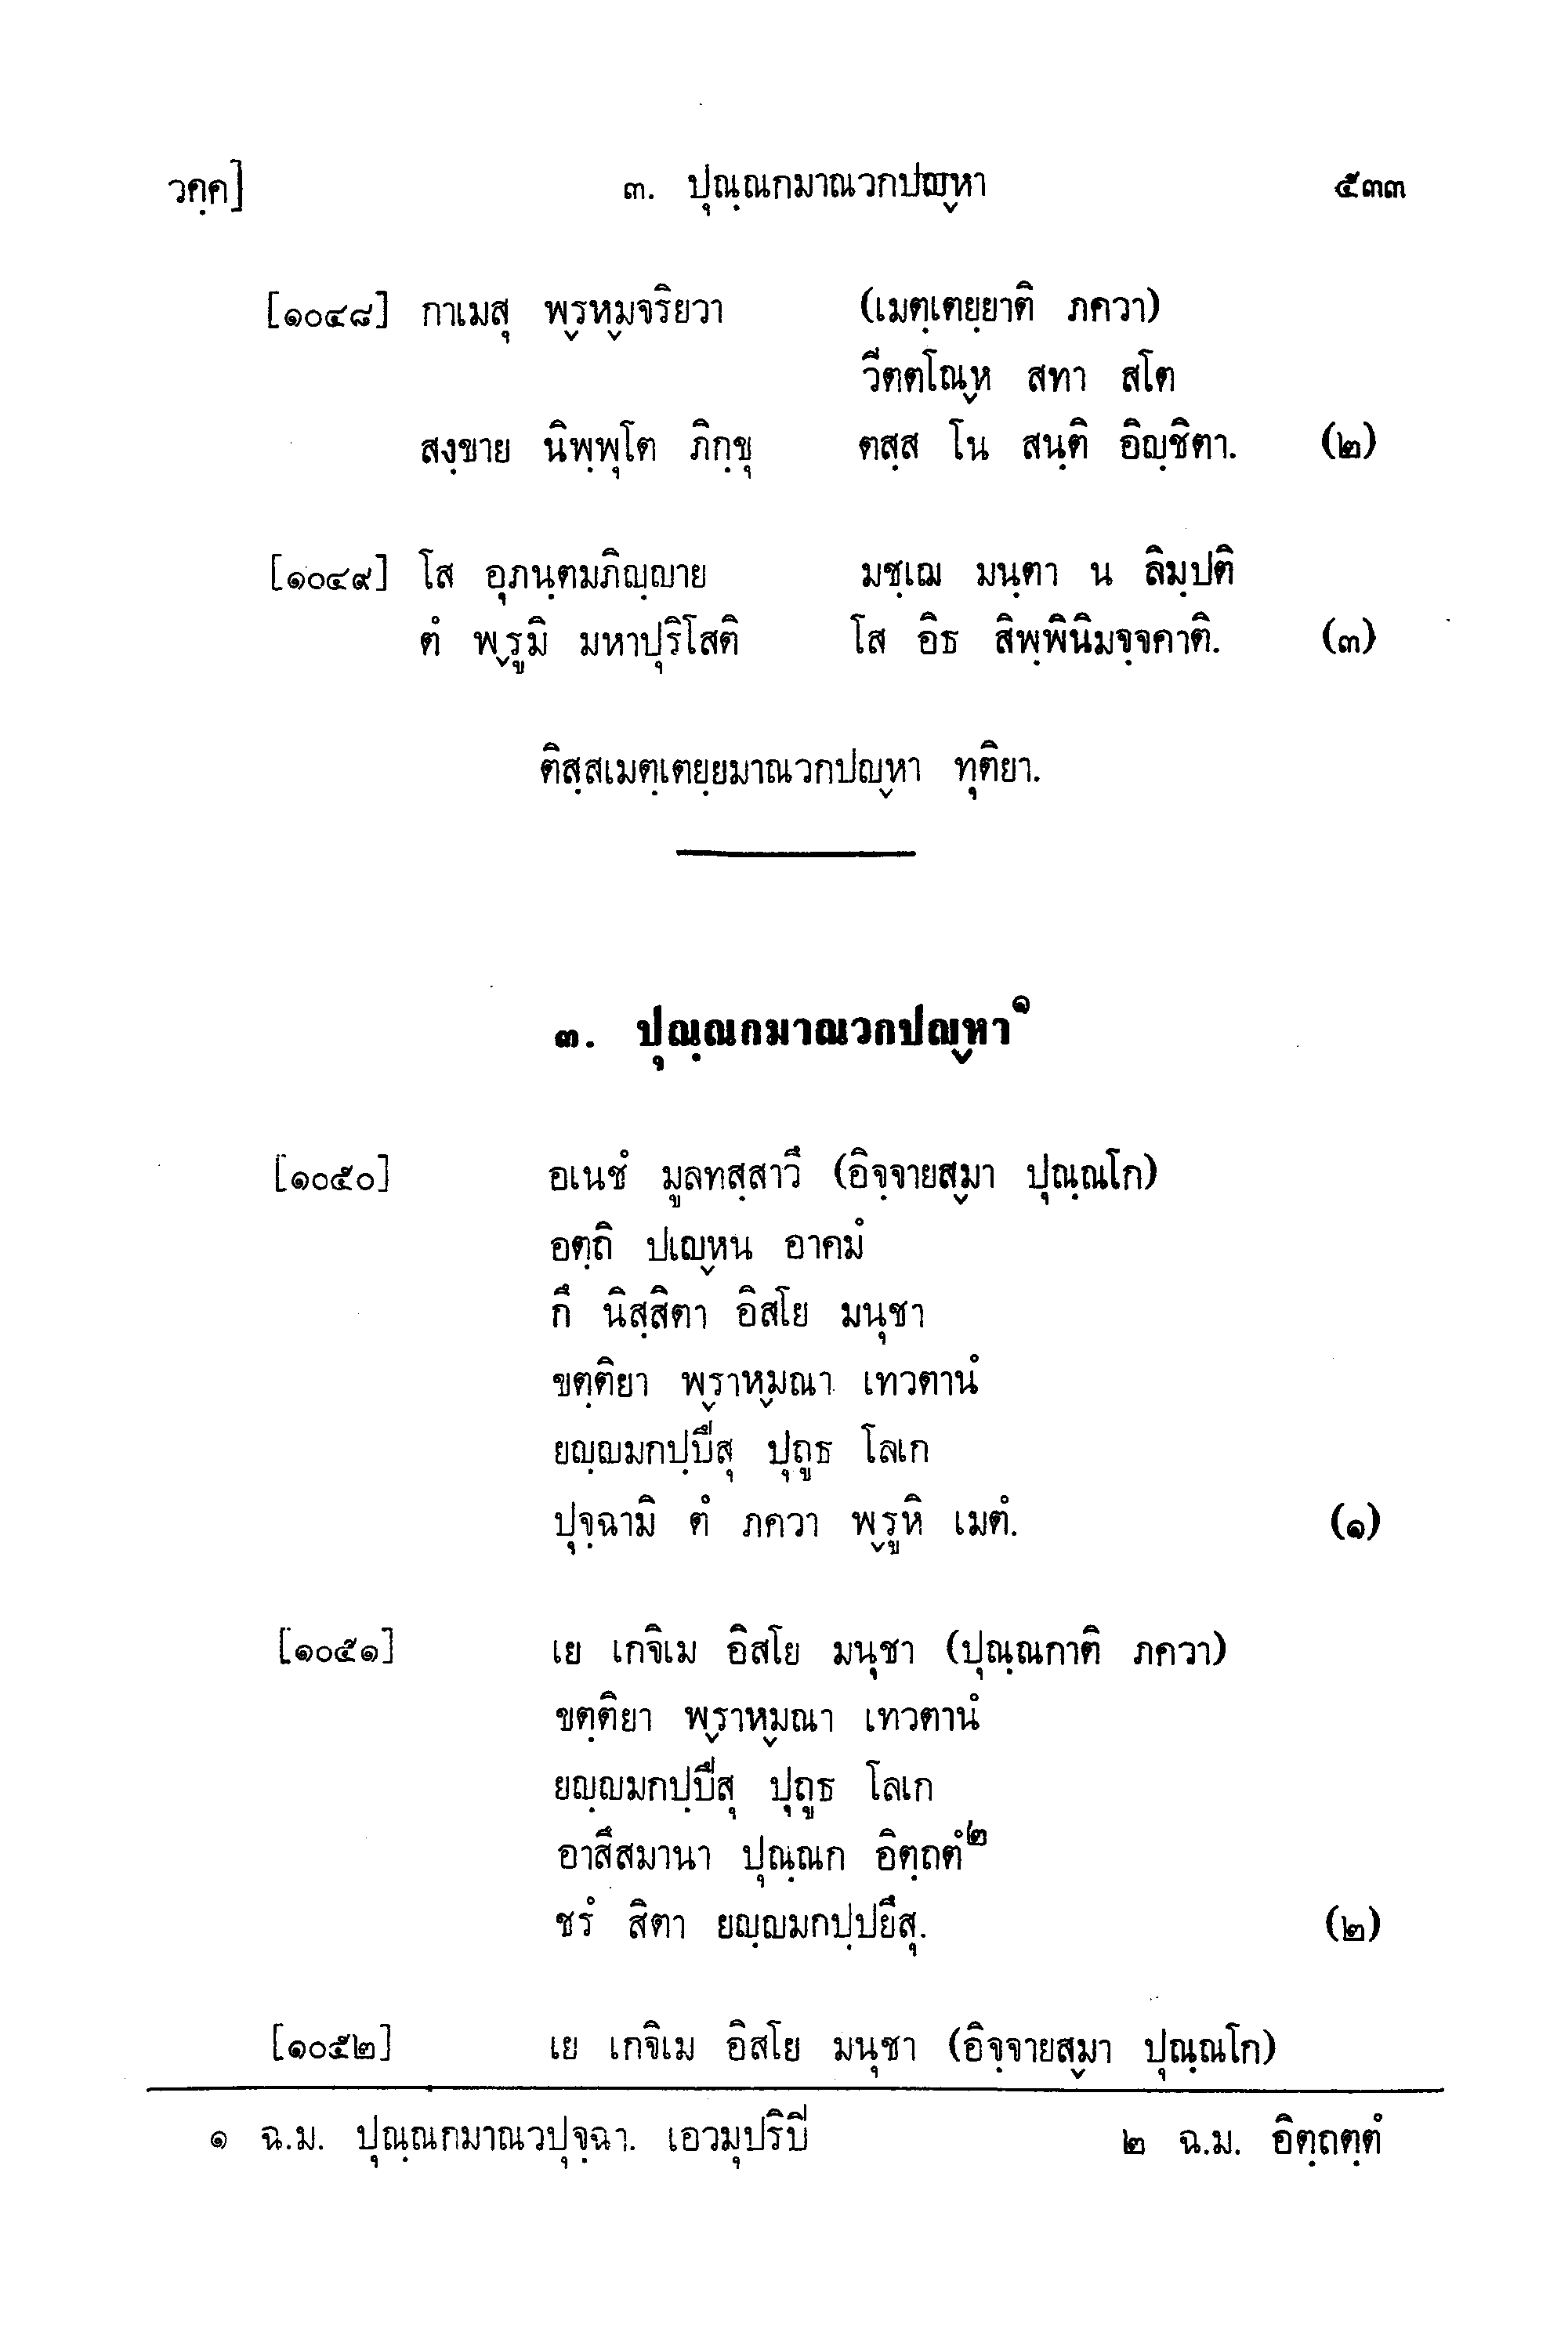 วคฺค] ๓. ปุณฺณกมาณวกปญฺหา ๕๓๓
[๑๐๔๘] กาเมสุ พฺรหฺมจริยวา (เมตฺเตยฺยาติ ภควา)
วีตตโณฺห สทา สโต
สงฺขาย นิพฺพุโต ภิกฺขุ ตสฺส โน สนฺติ อิญฺชิตา. (๒)
[๑๐๔๙] โส อุภนฺตมภิญฺญาย มชฺเฌ มนฺตา น ลิมฺปติ
ตํ พฺรูมิ มหาปุริโสติ โส อิธ สิพฺพินิมจฺจคาติ. (๓)
ติสฺสเมตฺเตยฺยมาณวกปญฺหา ทุติยา.
๓. ปุณฺณกมาณวกปญฺหา๑
[๑๐๕๐] อเนชํ มูลทสฺสาวึ (อิจฺจายสฺมา ปุณฺณโก)
อตฺถิ ปเญฺหน อาคมํ
กึ นิสฺสิตา อิสโย มนุชา
ขตฺติยา พฺราหฺมณา เทวตานํ
ยญฺญมกปฺปึสุ ปุถูธ โลเก
ปุจฺฉามิ ตํ ภควา พฺรูหิ เมตํ. (๑)
[๑๐๕๑] เย เกจิเม อิสโย มนุชา (ปุณฺณกาติ ภควา)
ขตฺติยา พฺราหฺมณา เทวตานํ
ยญฺญมกปฺปึสุ ปุถูธ โลเก
อาสึสมานา ปุณฺณก อิตฺถตํ๒
ชรํ สิตา ยญฺญมกปฺปยึสุ. (๒)
[๑๐๕๒] เย เกจิเม อิสโย มนุชา (อิจฺจายสฺมา ปุณฺณโก)
๑ ฉ.ม. ปุณฺณกมาณวปุจฺฉา. เอวมุปริปิ ๒ ฉ.ม. อิตฺถตฺตํ